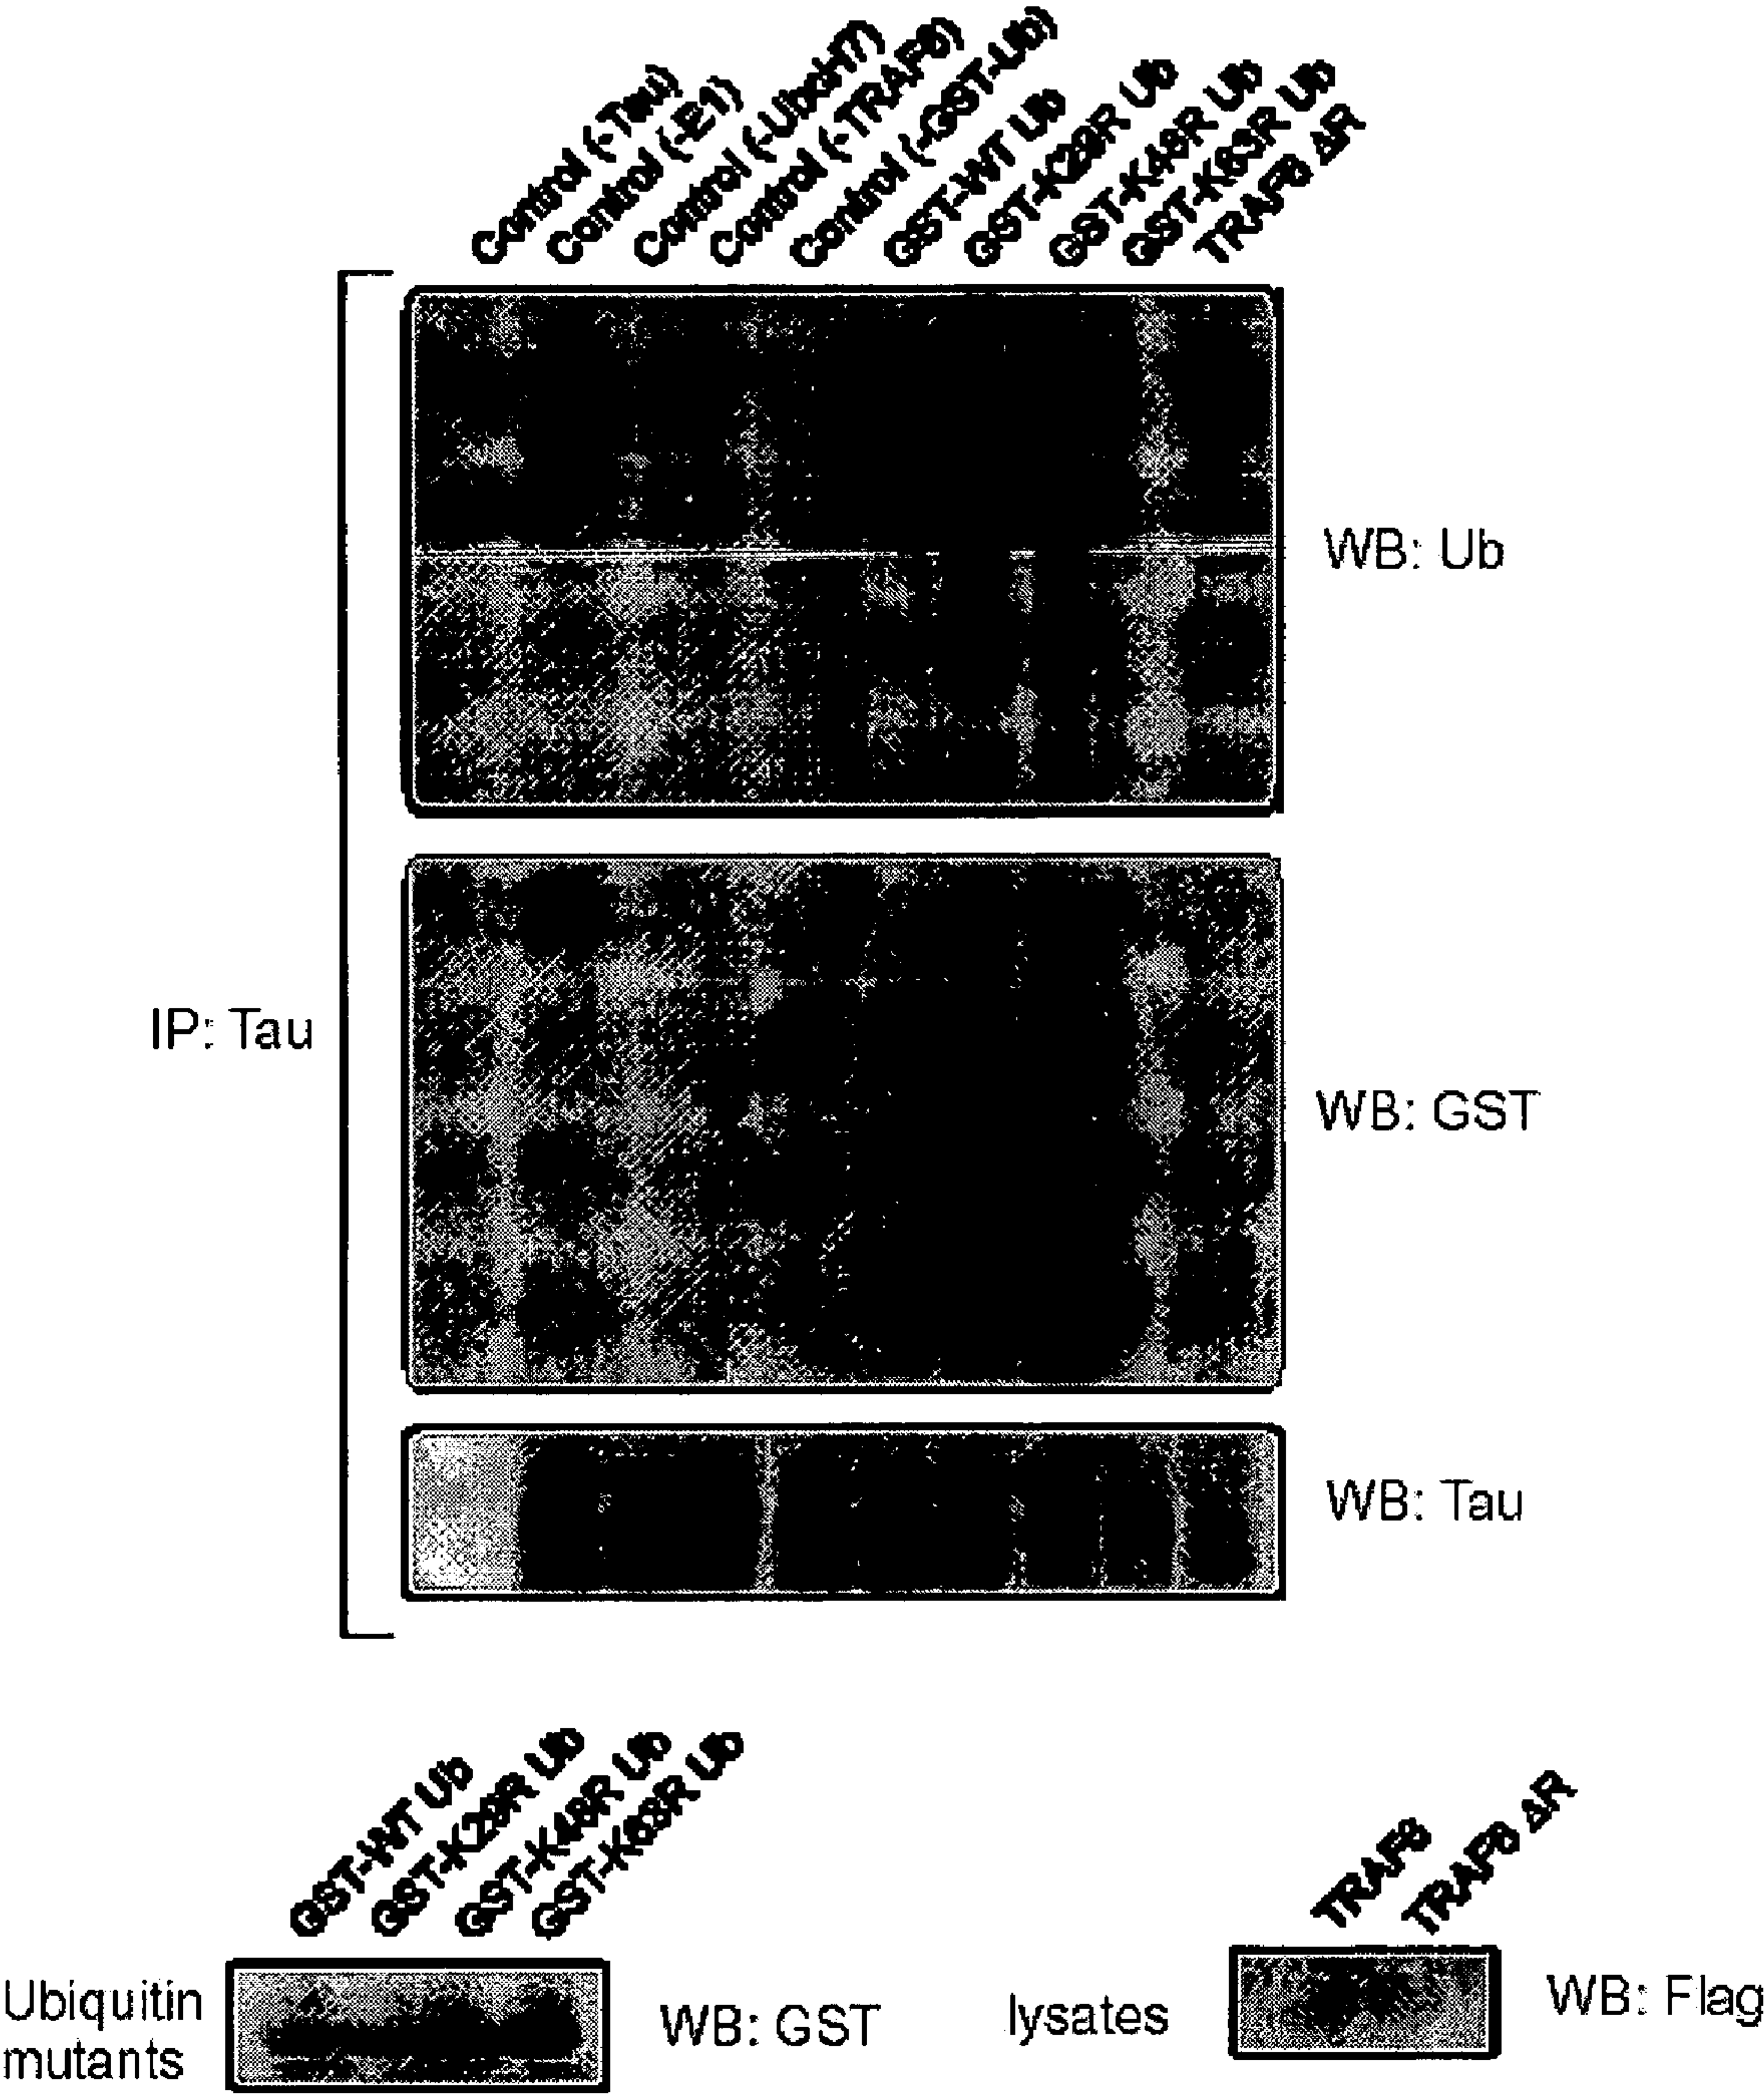 Control (-Tau)
Control (-E1)
Control (-UbcH7)
Control (-TRAF6)
Control (-GST-Ub)
GST-WT Ub
GST-K29R Ub
GST-K48R Ub
GST-K63R Ub
TRAF6 ΔR
WB: Ub
IP: Tau
WB: GST
WB: Tau
GST-WT Ub
GST-K29R Ub
GST-K48R Ub
GST-K63R Ub
TRAF6
TRAF6 ΔR
Ubiquitin
mutants
WB: GST
lysates
WB: Flag